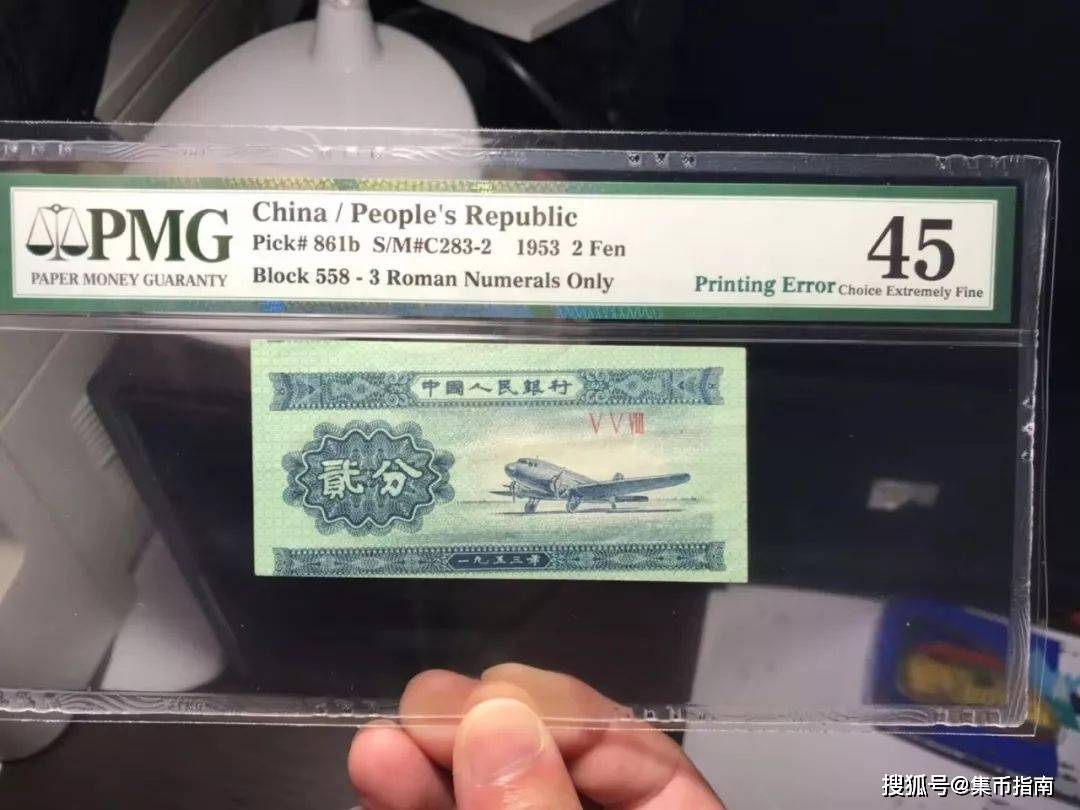 PMG
PAPER MONEY GUARANTY
China / People's Republic
Pick# 861b S/M#C283-2 1953 2 Fen
Block 558 - 3 Roman Numerals Only
45
Printing Error Choice Extremely Fine
中國人民銀行
V V VIII
貳分
一九五三年
搜狐号@集币指南